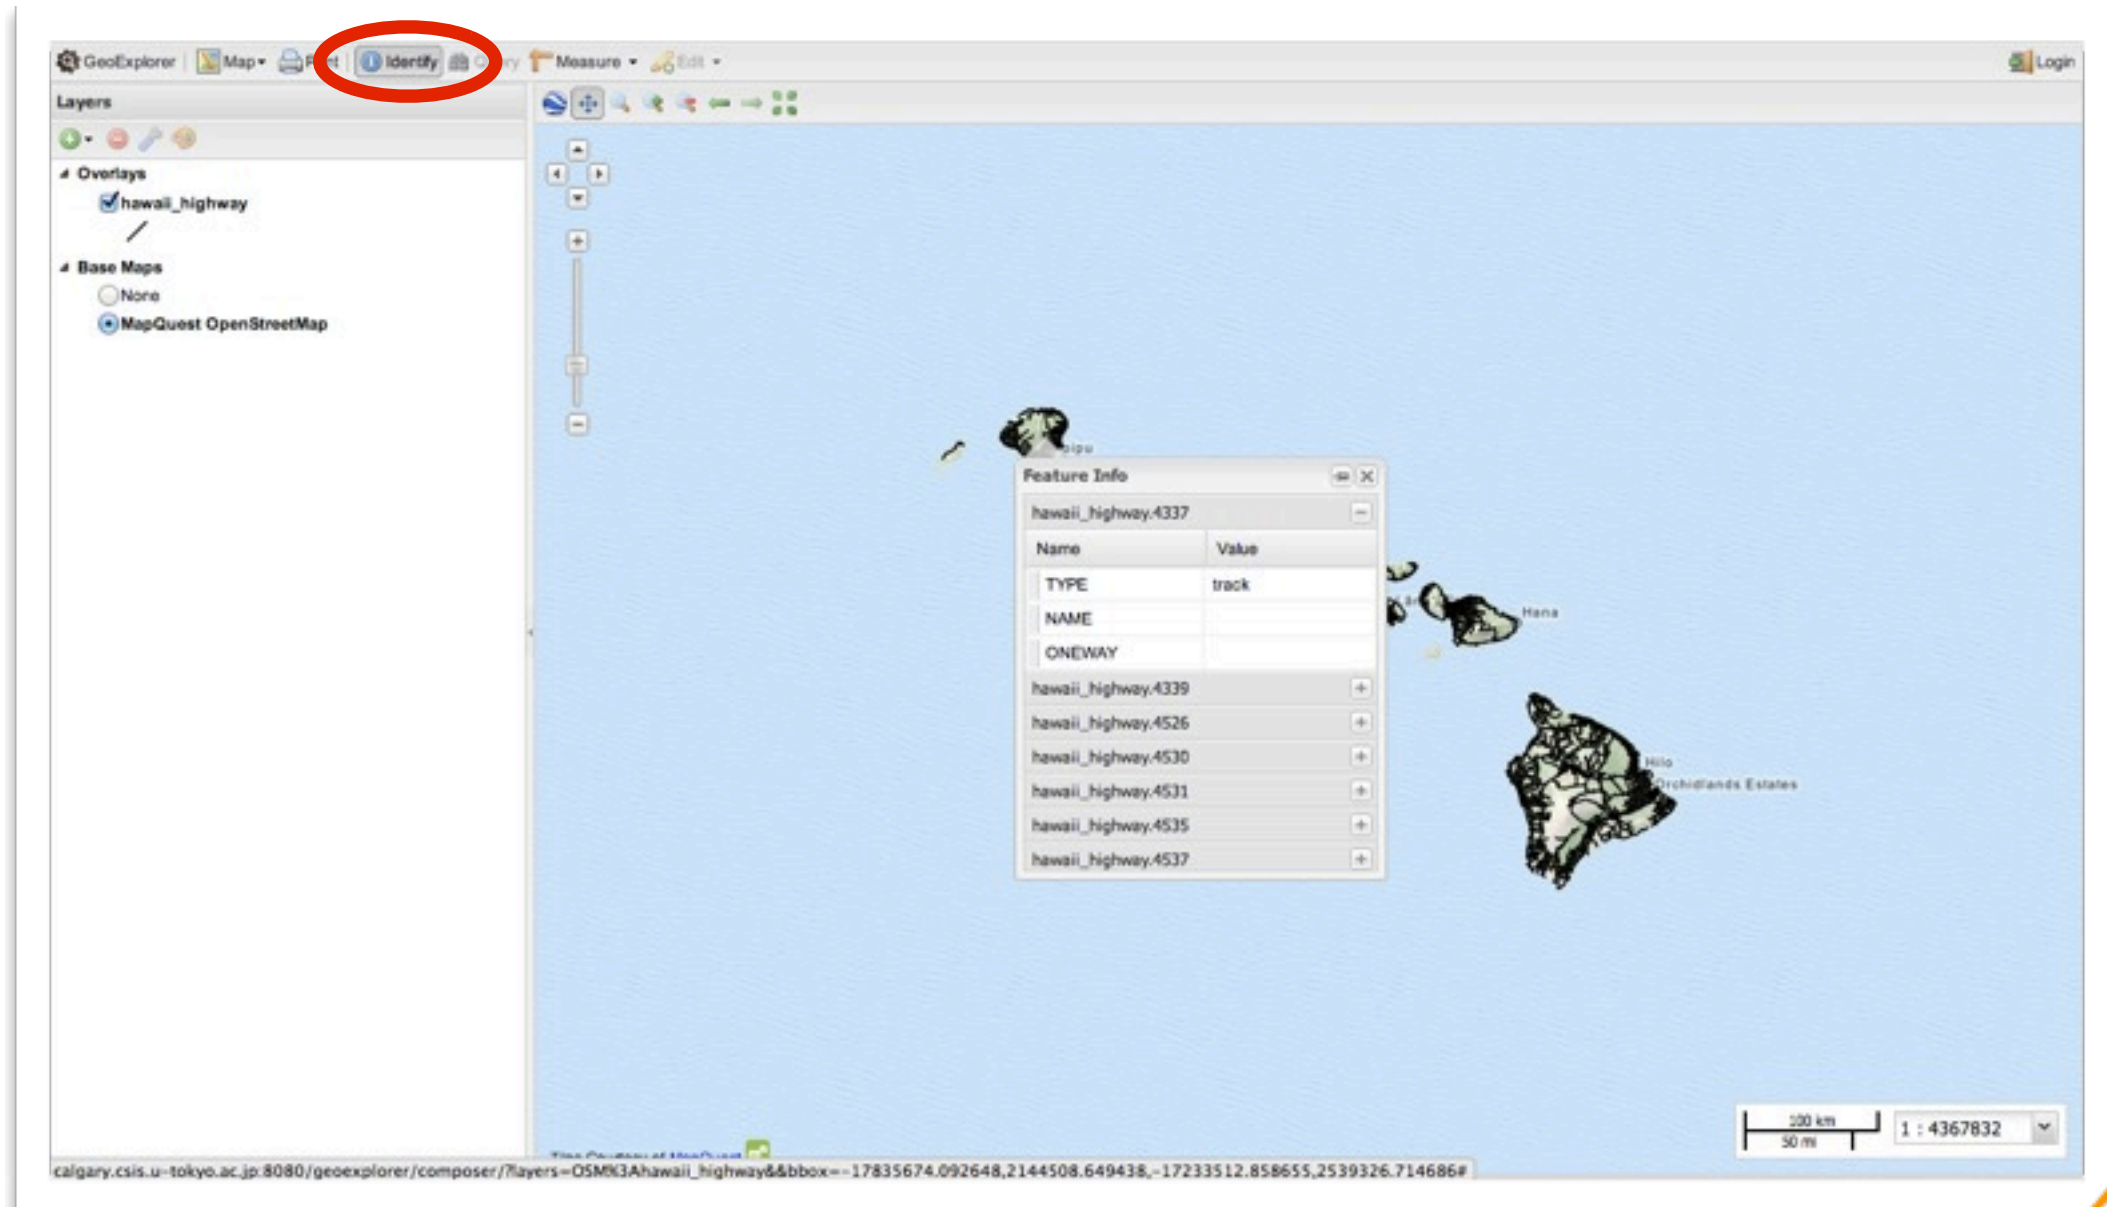 GeoExplorer Map Identify Measure Edit Login
Layers
Overlays
hawaii_highway
Base Maps
None
MapQuest OpenStreetMap
Feature Info
hawaii_highway.4337
Name Value
TYPE track
NAME
ONEWAY
hawaii_highway.4339
hawaii_highway.4526
hawaii_highway.4530
hawaii_highway.4531
hawaii_highway.4535
hawaii_highway.4537
Hana
Hilo
Orchidlands Estates
100 km
50 mi
1 : 4367832
calgary.csis.u-tokyo.ac.jp:8080/geoexplorer/composer/?layers=OSM%3Ahawaii_highway&&bbox=-17835674.092648,2144508.649438,-17233512.858655,2539326.714686#